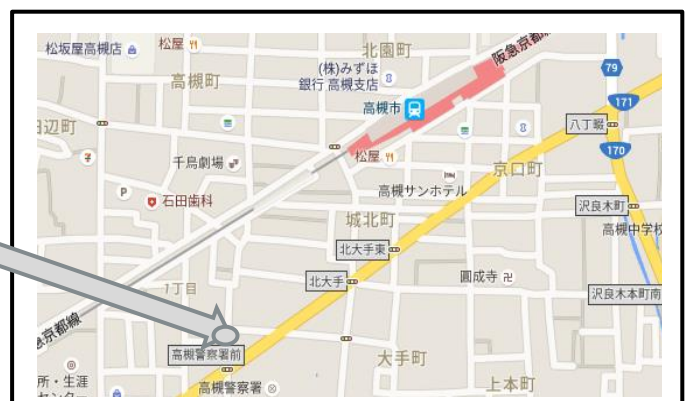 松坂屋高槻店
松屋
北園町
阪急京都線
(株)みずほ
銀行 高槻支店
高槻町
79
高槻市
171
八丁畷
田辺町
千鳥劇場
松屋
170
京口町
P
石田歯科
高槻サンホテル
沢良木町
城北町
高槻中学校
北大手東
北大手
圓成寺
1丁目
沢良木本町南
急京都線
高槻警察署前
大手町
所・生涯
高槻警察署
上本町
センター